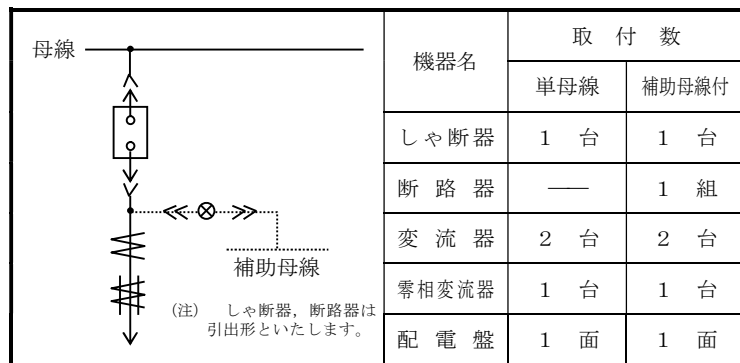 母線
補助母線
(注) しゃ断器，断路器は
引出形といたします。
機器名 取付数
単母線 補助母線付
しゃ断器 1台 1台
断路器 ― 1組
変流器 2台 2台
零相変流器 1台 1台
配電盤 1面 1面